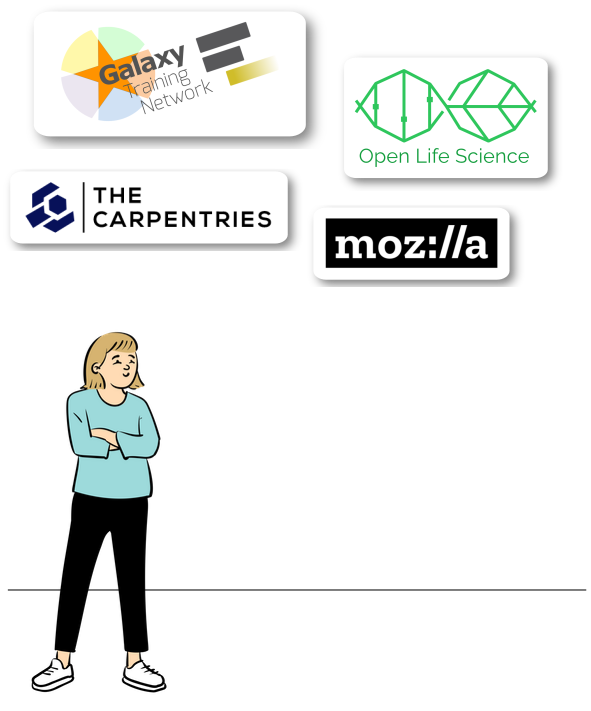 Galaxy
Training
Network
Open Life Science
THE
CARPENTRIES
moz://a